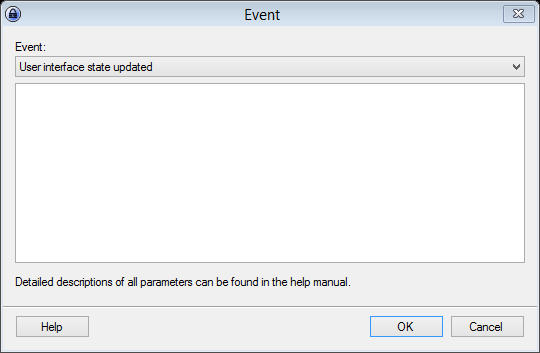 Event
Event:
User interface state updated
Detailed descriptions of all parameters can be found in the help manual.
Help
OK
Cancel